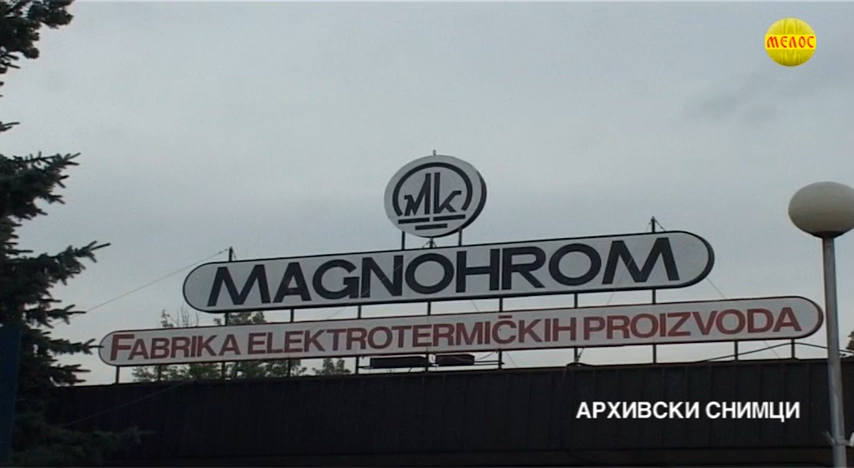 МЕЛОС
MK
MAGNOHROM
FABRIKA ELEKTROTERMIČKIH PROIZVODA
АРХИВСКИ СНИМЦИ